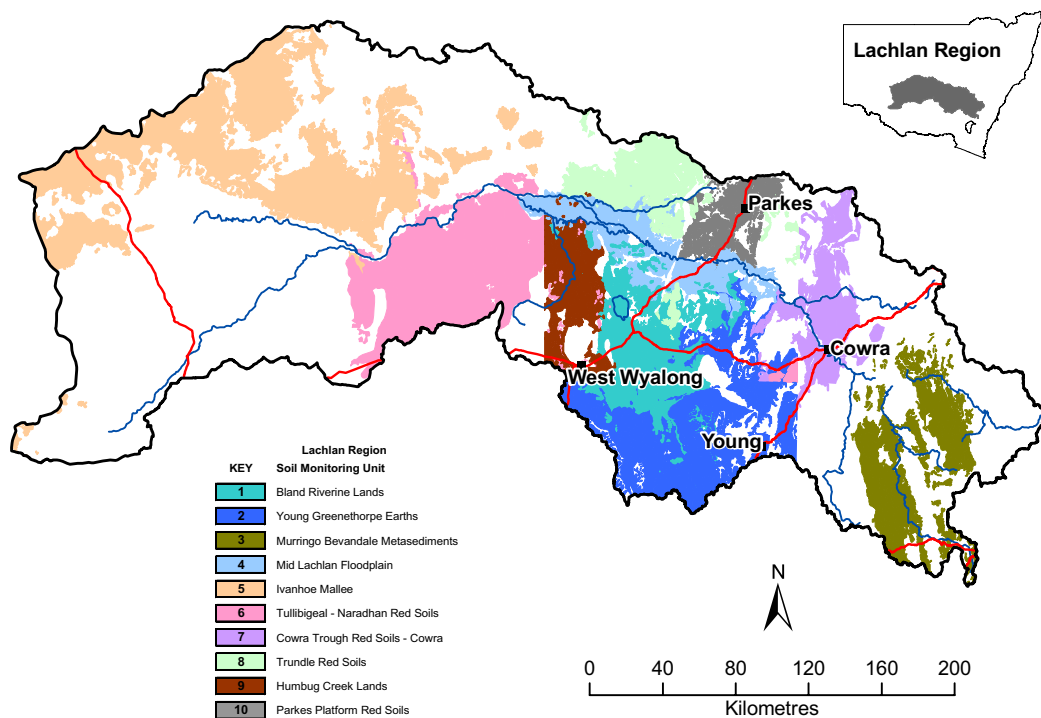 Lachlan Region
Parkes
Cowra
West Wyalong
Young
Lachlan Region
KEY Soil Monitoring Unit
1 Bland Riverine Lands
2 Young Greenethorpe Earths
3 Murringo Bevandale Metasediments
4 Mid Lachlan Floodplain
5 Ivanhoe Mallee
6 Tullibigeal - Naradhan Red Soils
7 Cowra Trough Red Soils - Cowra
8 Trundle Red Soils
9 Humbug Creek Lands
10 Parkes Platform Red Soils
N
0 40 80 120 160 200
Kilometres